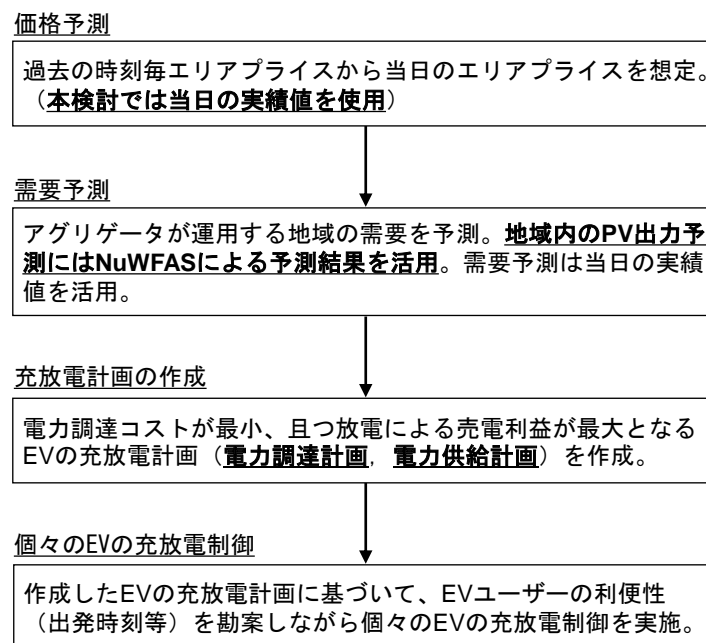 価格予測
過去の時刻毎エリアプライスから当日のエリアプライスを想定。
（本検討では当日の実績値を使用）
需要予測
アグリゲータが運用する地域の需要を予測。地域内のPV出力予
測にはNuWFASによる予測結果を活用。需要予測は当日の実績
値を活用。
充放電計画の作成
電力調達コストが最小、且つ放電による売電利益が最大となる
EVの充放電計画（電力調達計画，電力供給計画）を作成。
個々のEVの充放電制御
作成したEVの充放電計画に基づいて、EVユーザーの利便性
（出発時刻等）を勘案しながら個々のEVの充放電制御を実施。